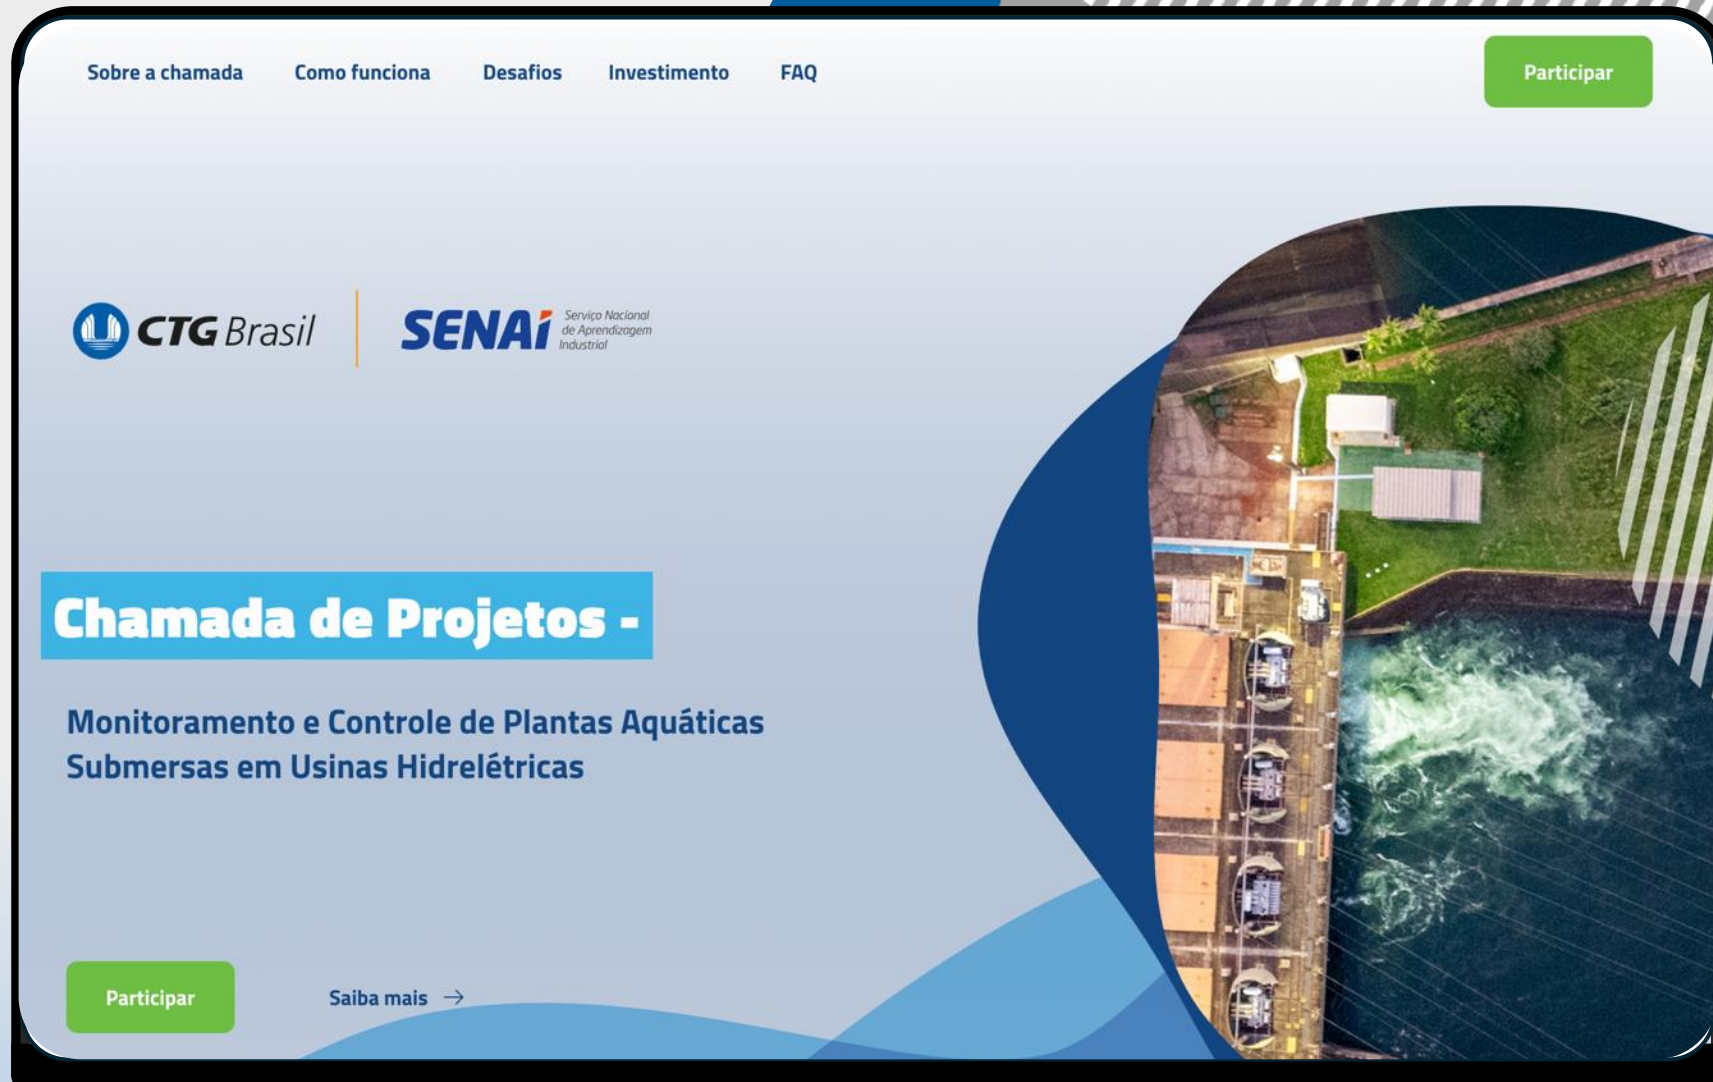 Sobre a chamada Como funciona Desafios Investimento FAQ Participar
CTG Brasil
SENAI Serviço Nacional
de Aprendizagem
Industrial
Chamada de Projetos -
Monitoramento e Controle de Plantas Aquáticas
Submersas em Usinas Hidrelétricas
Participar Saiba mais →